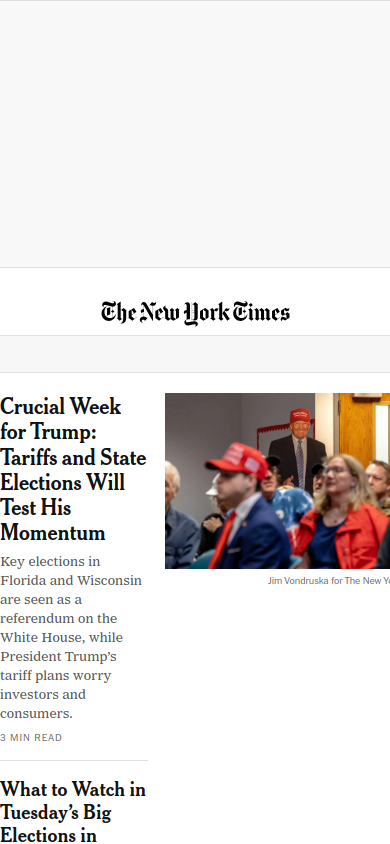 The New York Times
Crucial Week
for Trump:
Tariffs and State
Elections Will
Test His
Momentum
Key elections in
Florida and Wisconsin
are seen as a
referendum on the
White House, while
President Trump's
tariff plans worry
investors and
consumers.
3 MIN READ
Jim Vondruska for The New Yo
What to Watch in
Tuesday's Big
Elections in